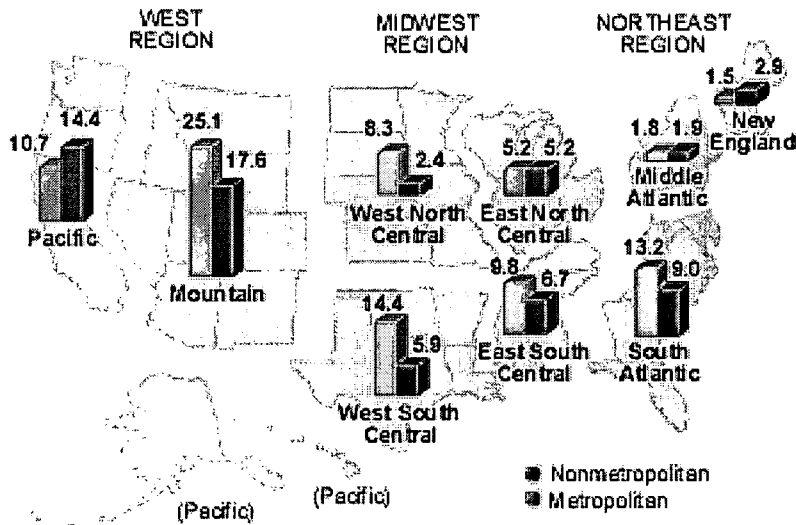 WEST
REGION
MIDWEST
REGION
NORTHEAST
REGION
10.7 14.4
Pacific
25.1 17.6
Mountain
8.3 2.4
West North
Central
5.2 5.2
East North
Central
1.5 2.9
New
England
1.8 1.9
Middle
Atlantic
14.4 5.9
West South
Central
9.8 6.7
East South
Central
13.2 9.0
South
Atlantic
(Pacific)
(Pacific)
Nonmetropolitan
Metropolitan